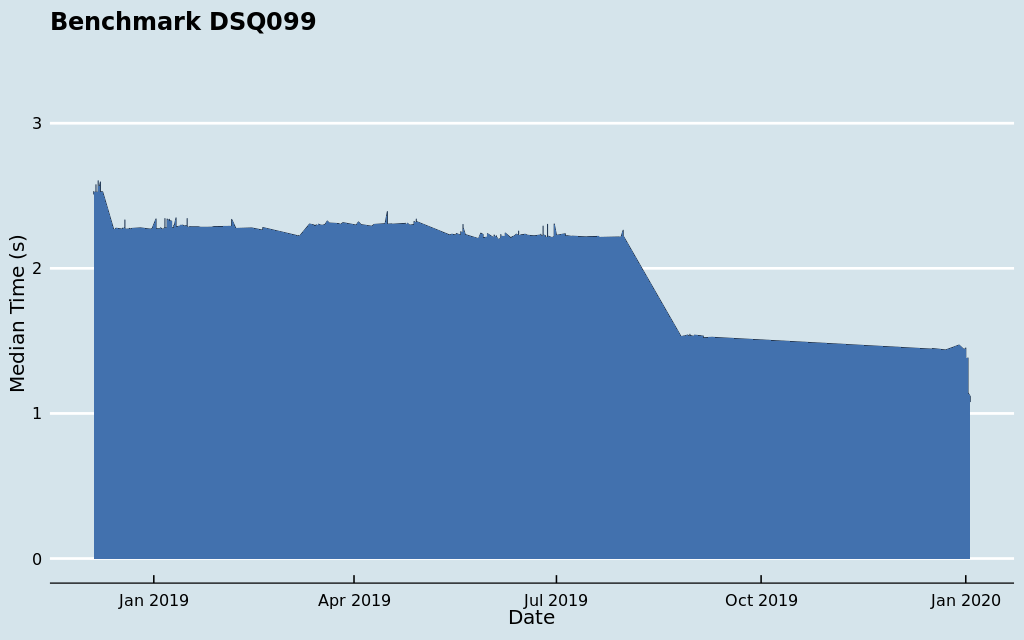 Benchmark DSQ099
Median Time (s)
3
2
1
0
Jan 2019
Apr 2019
Jul 2019
Oct 2019
Jan 2020
Date